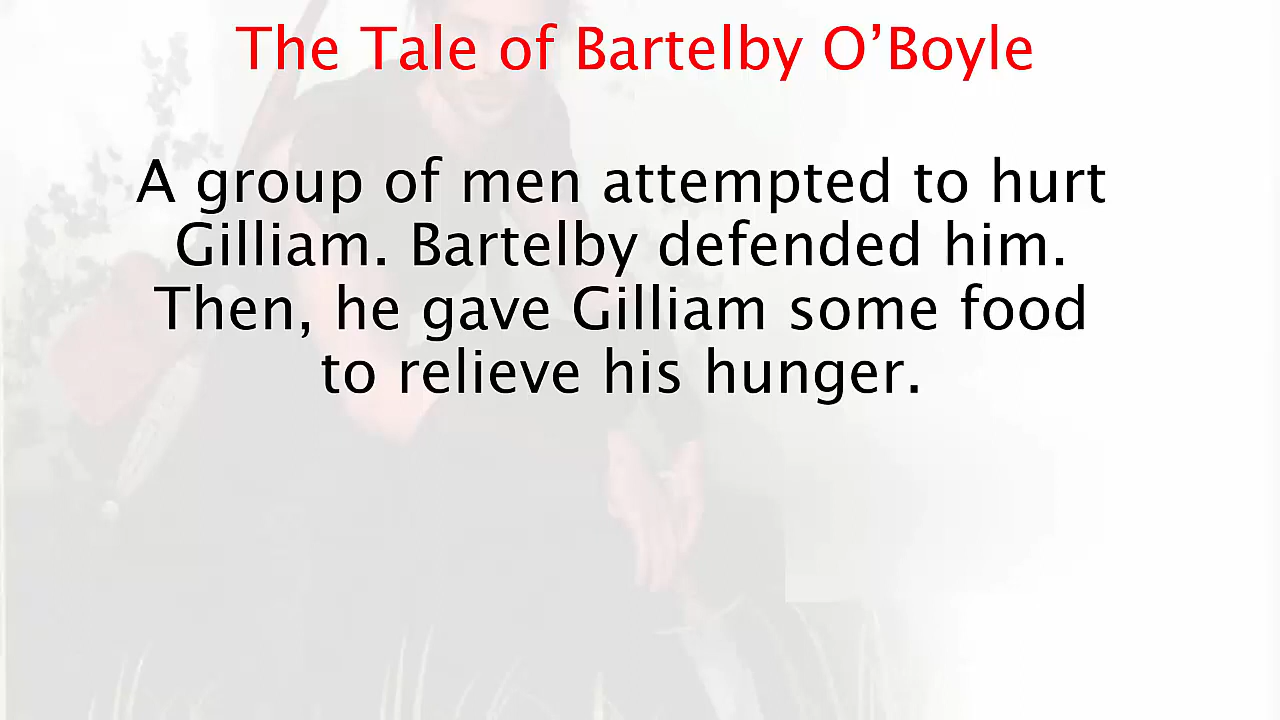 The Tale of Bartelby O’Boyle
A group of men attempted to hurt
Gilliam. Bartelby defended him.
Then, he gave Gilliam some food
to relieve his hunger.